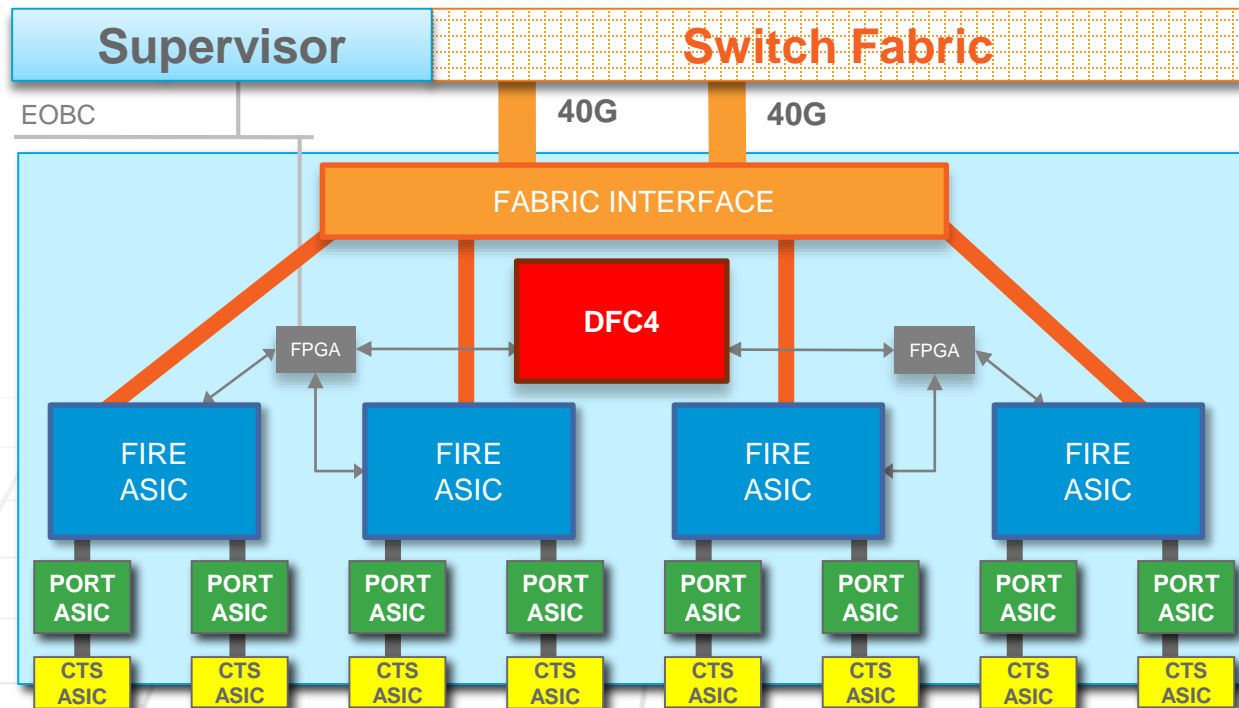 Supervisor
Switch Fabric
EOBC
40G
40G
FABRIC INTERFACE
DFC4
FPGA
FPGA
FIRE
ASIC
FIRE
ASIC
FIRE
ASIC
FIRE
ASIC
PORT
ASIC
PORT
ASIC
PORT
ASIC
PORT
ASIC
PORT
ASIC
PORT
ASIC
PORT
ASIC
PORT
ASIC
CTS
ASIC
CTS
ASIC
CTS
ASIC
CTS
ASIC
CTS
ASIC
CTS
ASIC
CTS
ASIC
CTS
ASIC